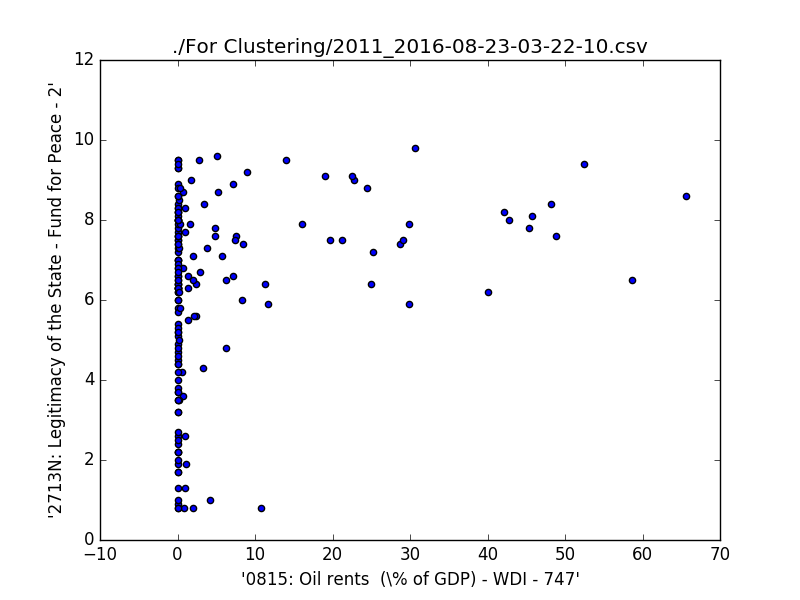 ./For Clustering/2011_2016-08-23-03-22-10.csv
'2713N: Legitimacy of the State - Fund for Peace - 2'
12
10
8
6
4
2
0
−10 0 10 20 30 40 50 60 70
'0815: Oil rents  (\% of GDP) - WDI - 747'